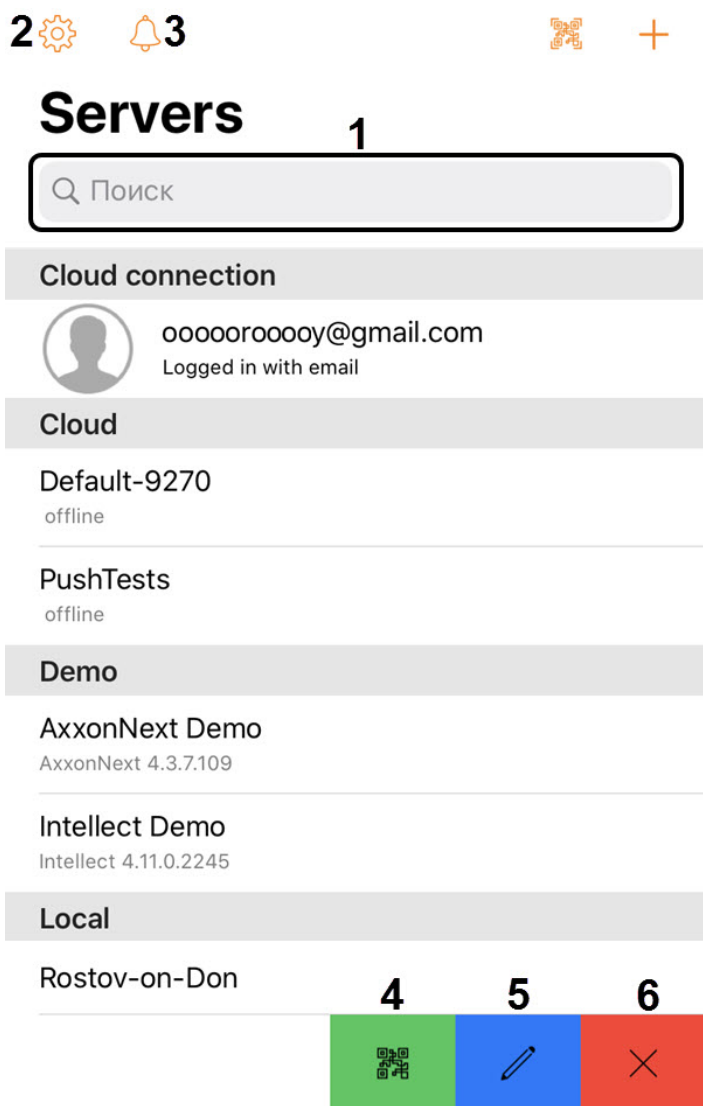 2 3
Servers
1
Поиск
Cloud connection
ooooorooooy@gmail.com
Logged in with email
Cloud
Default-9270
offline
PushTests
offline
Demo
AxxonNext Demo
AxxonNext 4.3.7.109
Intellect Demo
Intellect 4.11.0.2245
Local
Rostov-on-Don
4 5 6